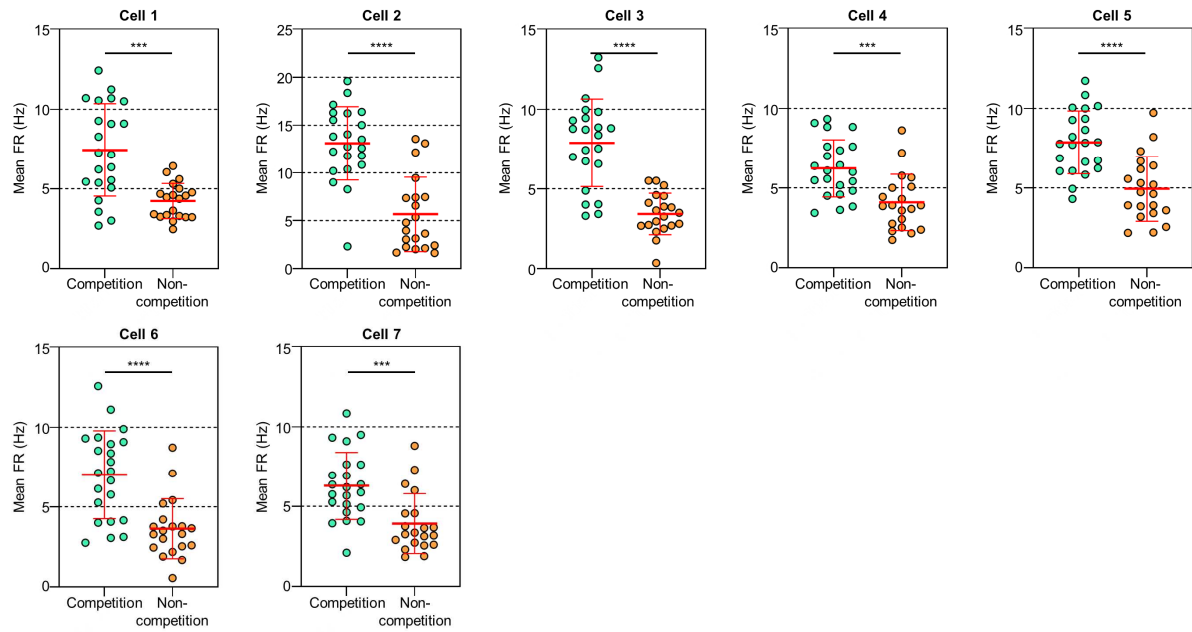 Cell 1
***
Mean FR (Hz)
15
10
5
0
Competition
Non-
competition
Cell 2
****
Mean FR (Hz)
25
20
15
10
5
0
Competition
Non-
competition
Cell 3
****
Mean FR (Hz)
15
10
5
0
Competition
Non-
competition
Cell 4
***
Mean FR (Hz)
15
10
5
0
Competition
Non-
competition
Cell 5
****
Mean FR (Hz)
15
10
5
0
Competition
Non-
competition
Cell 6
****
Mean FR (Hz)
15
10
5
0
Competition
Non-
competition
Cell 7
***
Mean FR (Hz)
15
10
5
0
Competition
Non-
competition